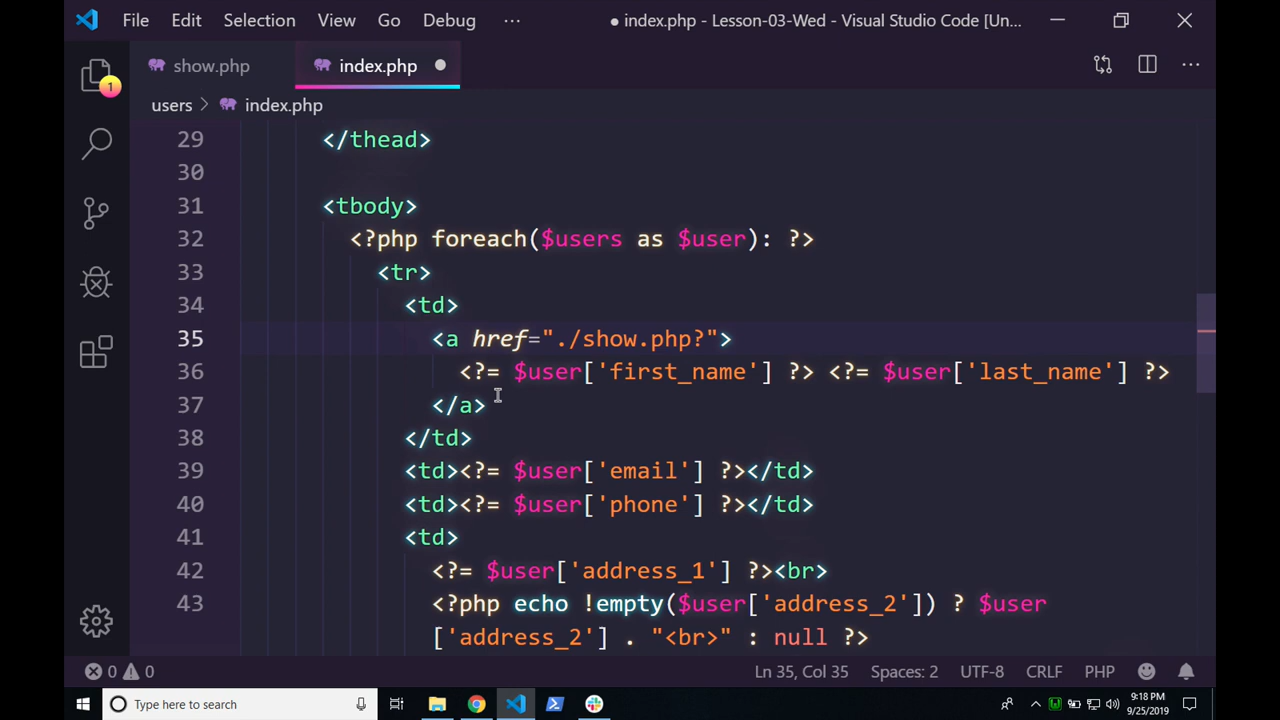 File Edit Selection View Go Debug ··· ● index.php - Lesson-03-Wed - Visual Studio Code [Un...
1
show.php index.php ●
users > index.php
29 </thead>
30
31 <tbody>
32 <?php foreach($users as $user): ?>
33 <tr>
34 <td>
35 <a href="./show.php?">
36 <?= $user['first_name'] ?> <?= $user['last_name'] ?>
37 </a>
38 </td>
39 <td><?= $user['email'] ?></td>
40 <td><?= $user['phone'] ?></td>
41 <td>
42 <?= $user['address_1'] ?><br>
43 <?php echo !empty($user['address_2']) ? $user
['address_2'] . "<br>" : null ?>
0 0 Ln 35, Col 35 Spaces: 2 UTF-8 CRLF PHP
Type here to search 9:18 PM
9/25/2019